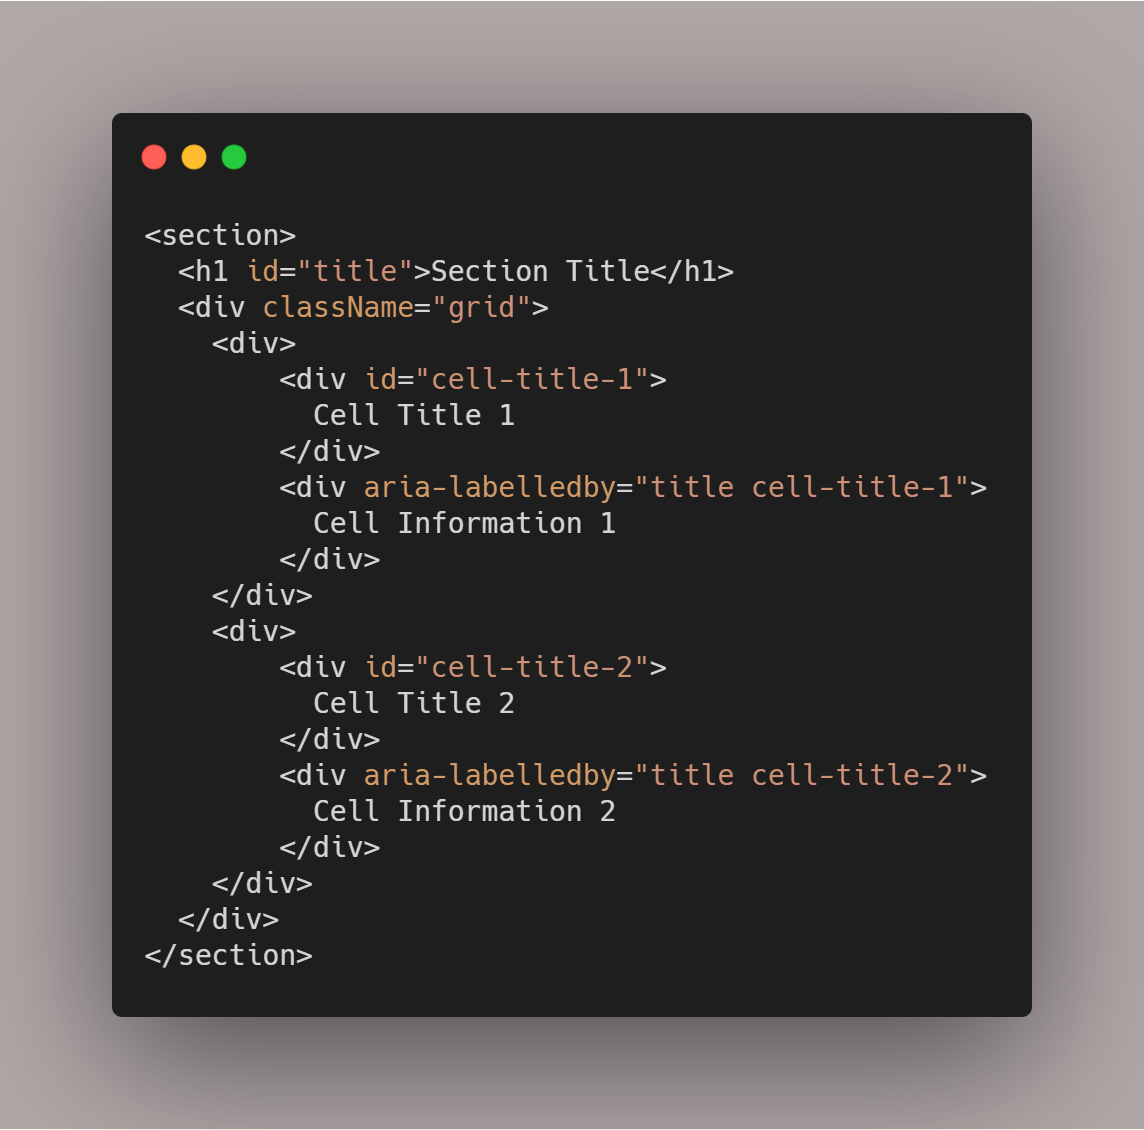 <section>
  <h1 id="title">Section Title</h1>
  <div className="grid">
    <div>
        <div id="cell-title-1">
          Cell Title 1
        </div>
        <div aria-labelledby="title cell-title-1">
          Cell Information 1
        </div>
    </div>
    <div>
        <div id="cell-title-2">
          Cell Title 2
        </div>
        <div aria-labelledby="title cell-title-2">
          Cell Information 2
        </div>
    </div>
  </div>
</section>